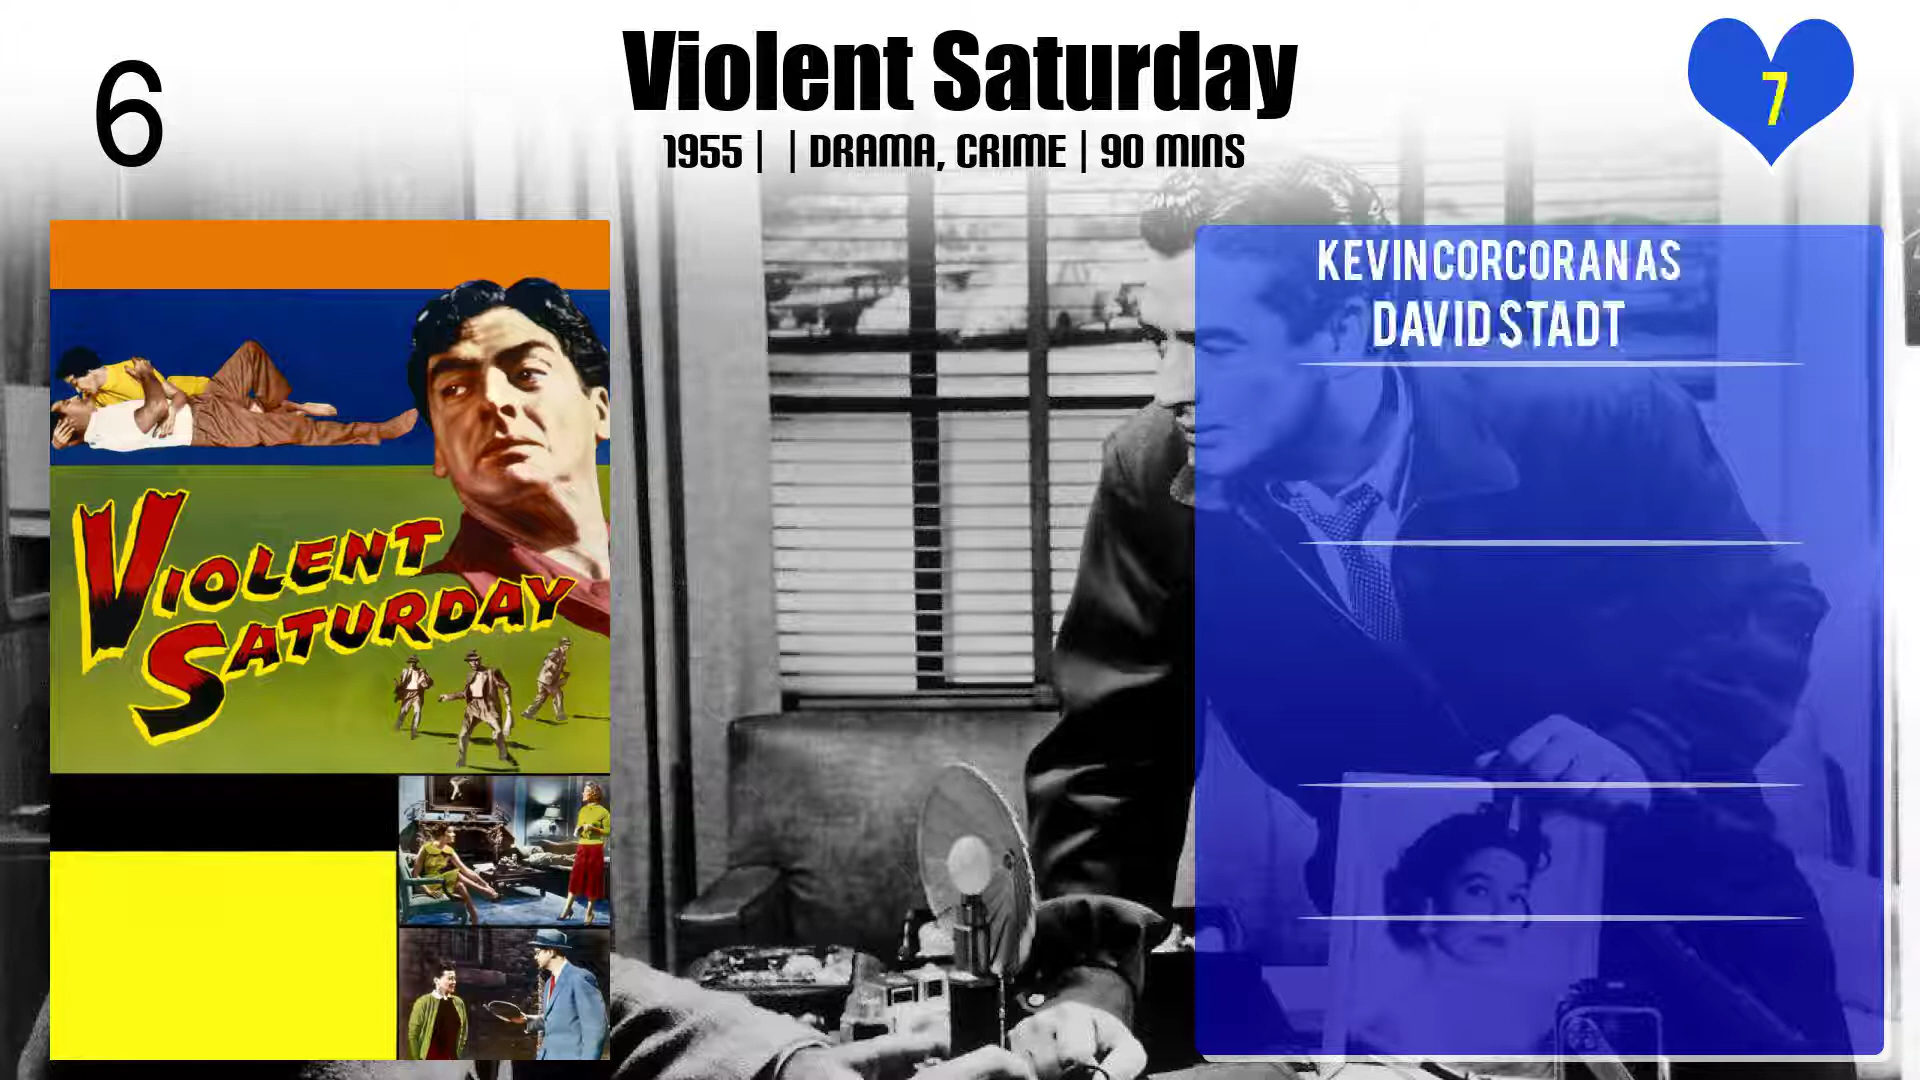 6
Violent Saturday
7
1955 | | DRAMA, CRIME | 90 MINS
KEVIN CORCORAN AS
DAVID STADT
VIOLENT
SATURDAY